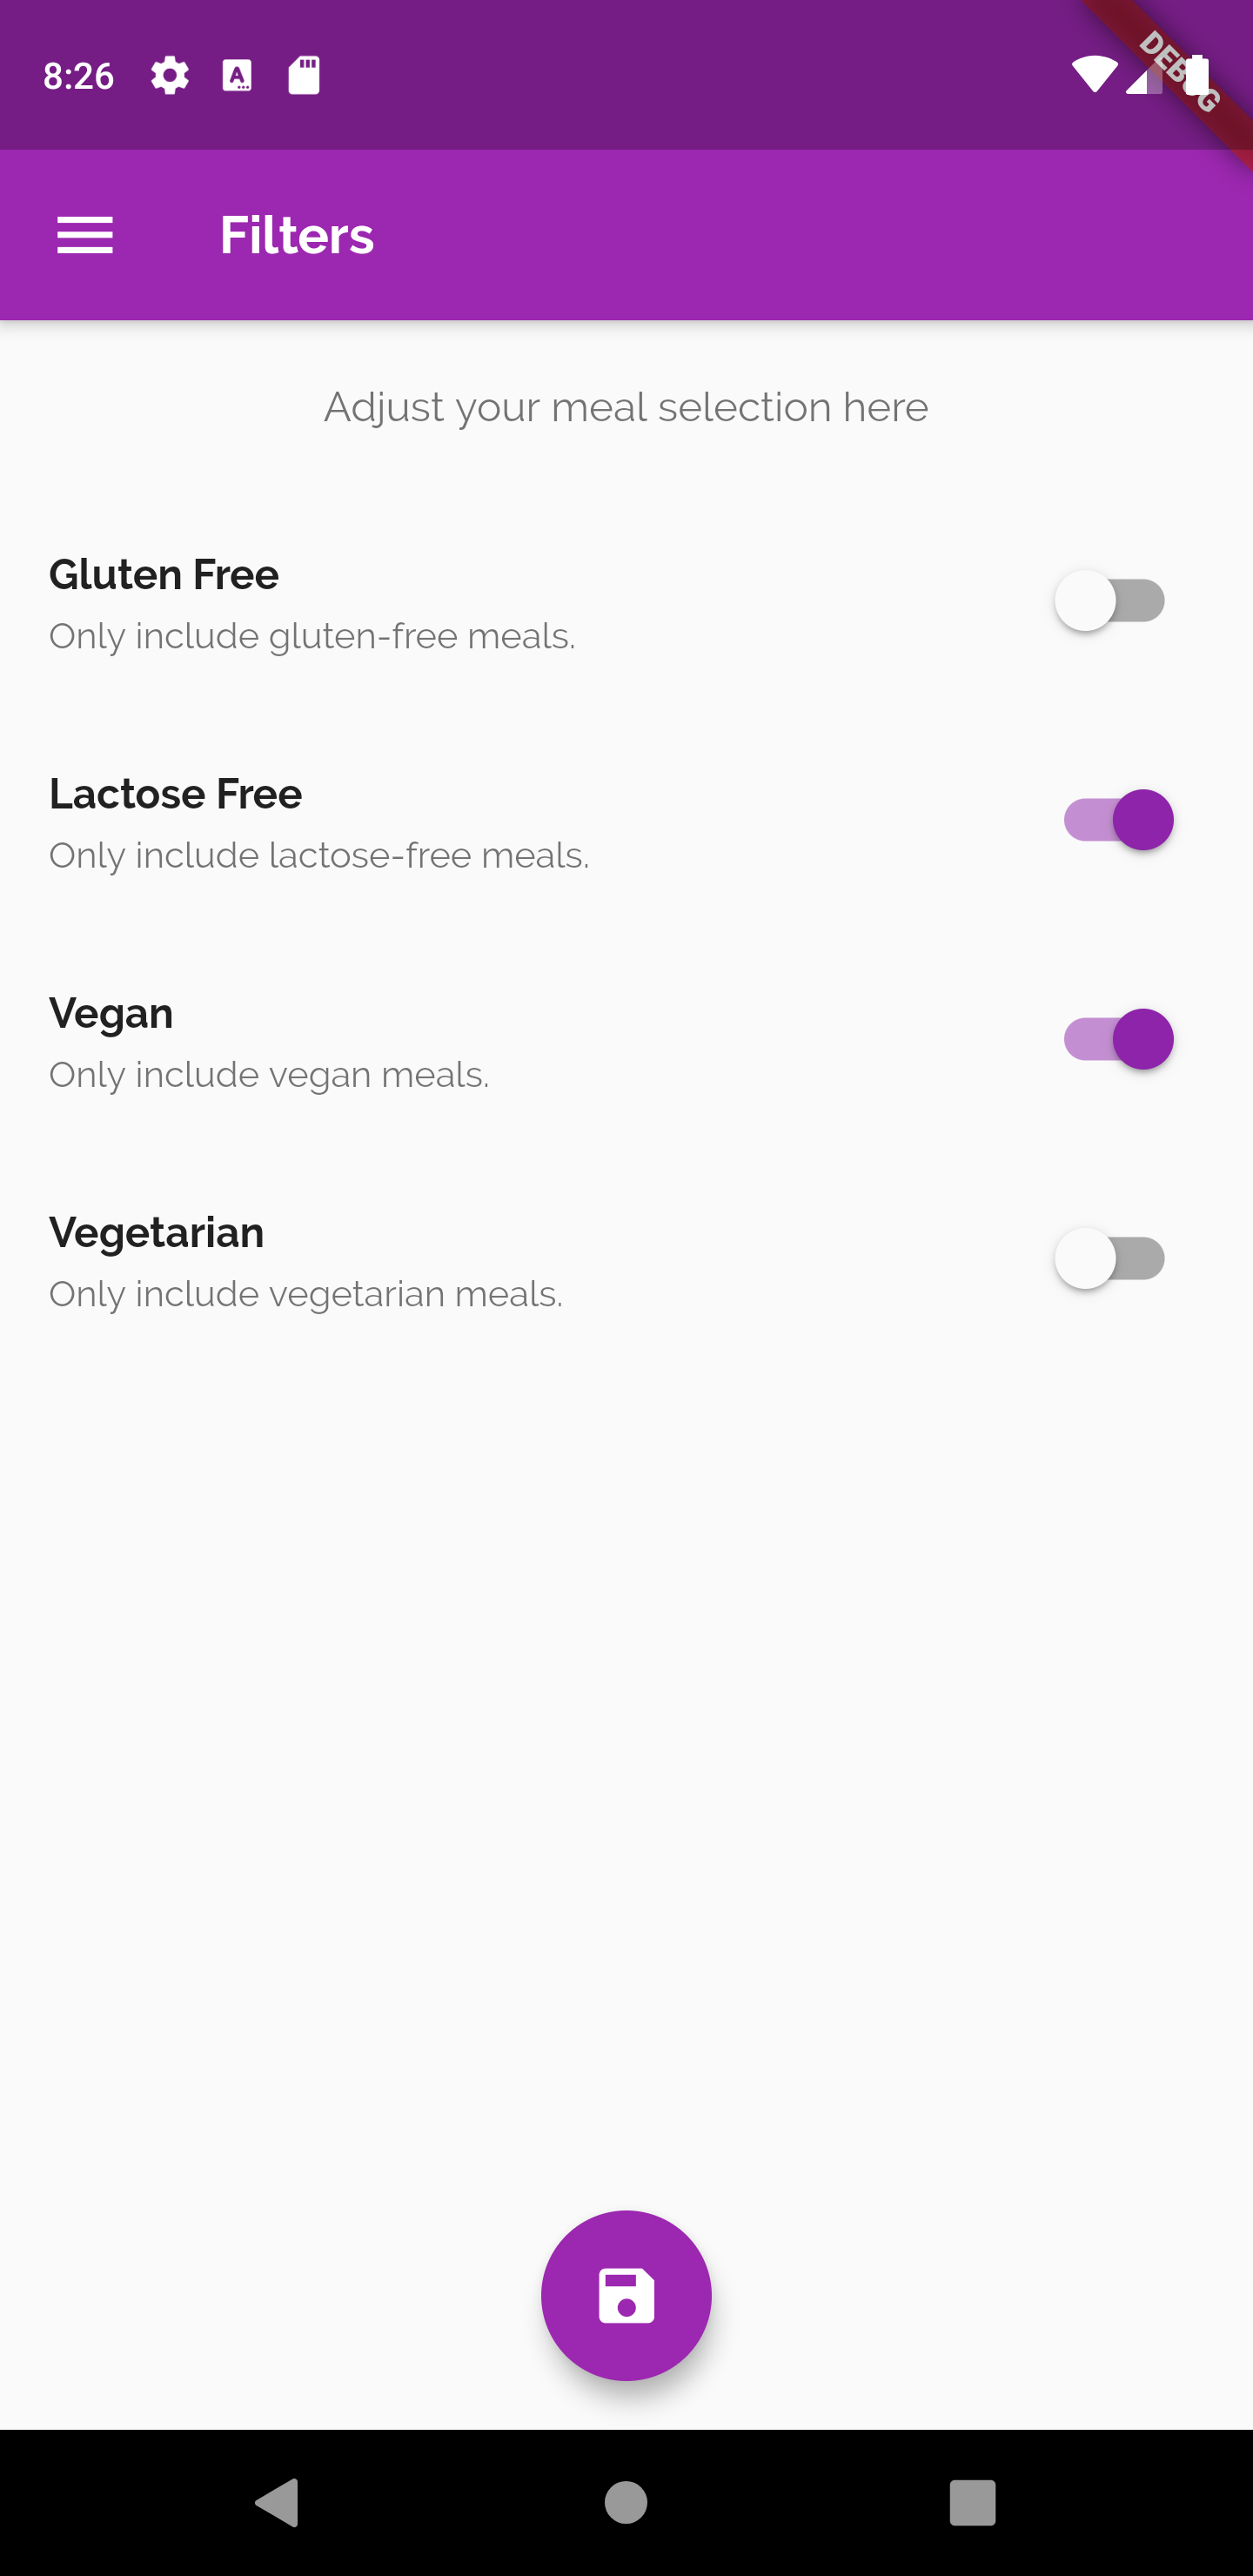 8:26
DEBUG
Filters
Adjust your meal selection here
Gluten Free
Only include gluten-free meals.
Lactose Free
Only include lactose-free meals.
Vegan
Only include vegan meals.
Vegetarian
Only include vegetarian meals.